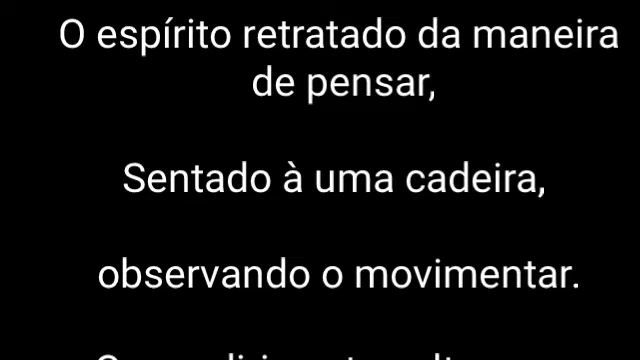 O espírito retratado da maneira
de pensar,
Sentado à uma cadeira,
observando o movimentar.